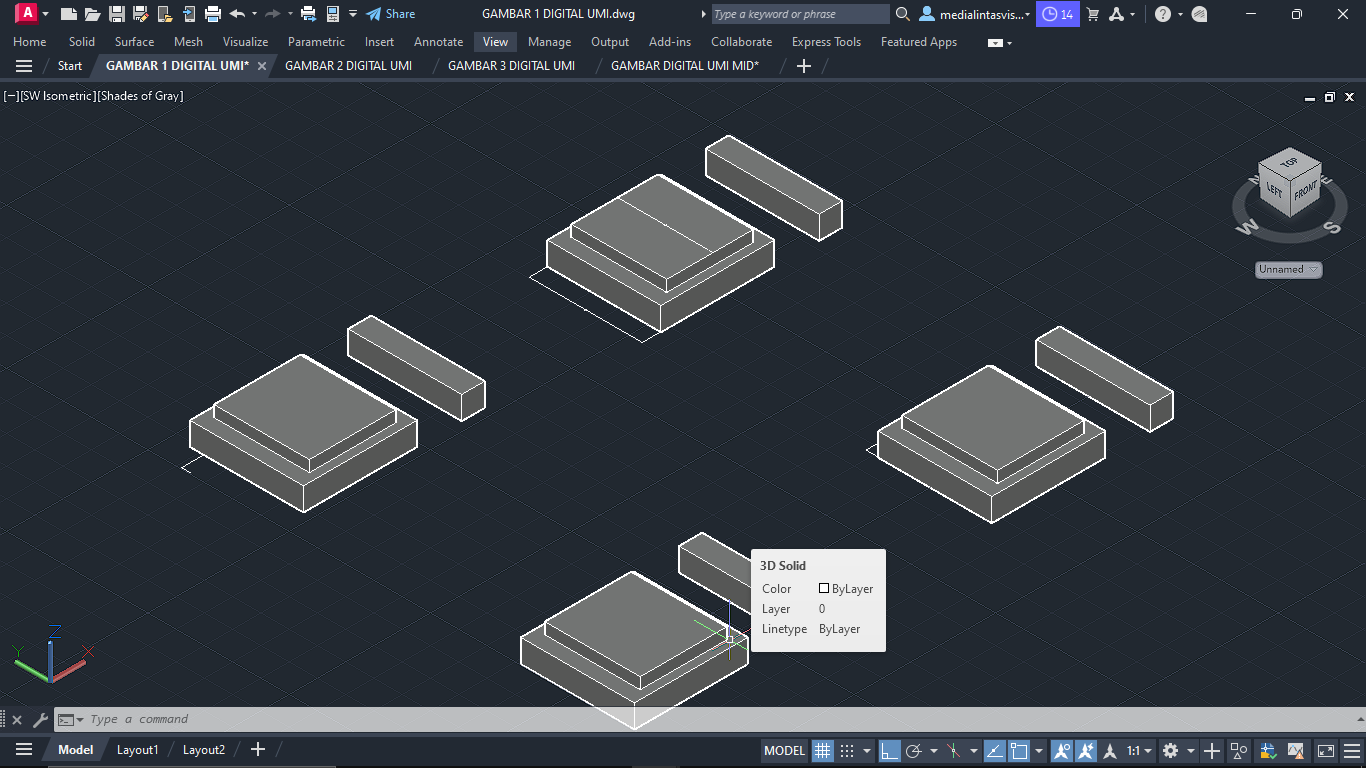 A Share GAMBAR 1 DIGITAL UMI.dwg Type a keyword or phrase medialintasvis... 14
Home Solid Surface Mesh Visualize Parametric Insert Annotate View Manage Output Add-ins Collaborate Express Tools Featured Apps
Start GAMBAR 1 DIGITAL UMI* GAMBAR 2 DIGITAL UMI GAMBAR 3 DIGITAL UMI GAMBAR DIGITAL UMI MID*
[−][SW Isometric][Shades of Gray]
TOP
N E
LEFT FRONT
W S
Unnamed
3D Solid
Color ByLayer
Layer 0
Linetype ByLayer
Z
Y X
Type a command
Model Layout1 Layout2 MODEL 1:1